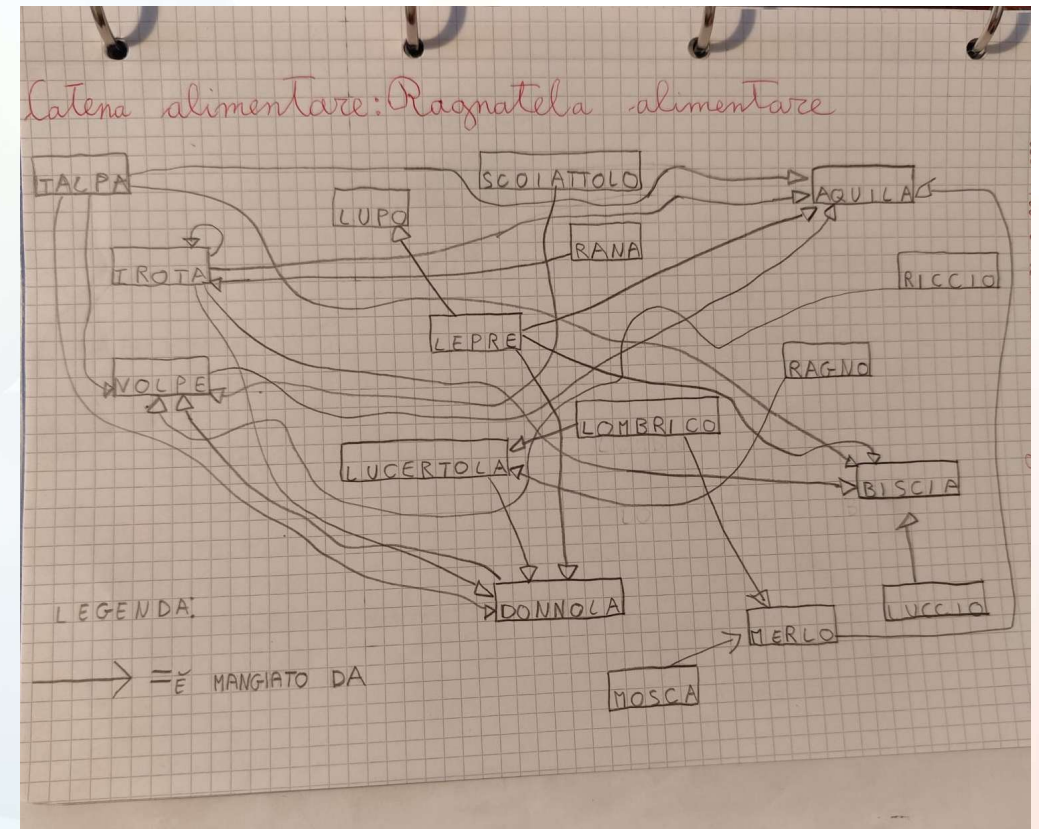 Catena alimentare: Ragnatela alimentare
TALPA
SCOIATTOLO
AQUILA
LUPO
RANA
TROTA
RICCIO
LEPRE
RAGNO
VOLPE
LOMBRICO
LUCERTOLA
BISCIA
DONNOLA
LUCCIO
LEGENDA:
MERLO
= È MANGIATO DA
MOSCA